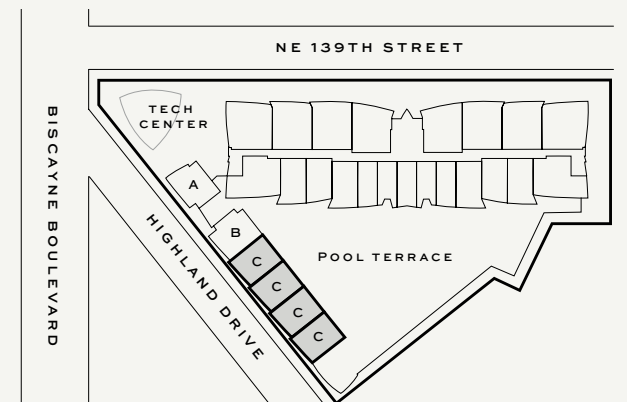 NE 139TH STREET
BISCAYNE BOULEVARD
TECH
CENTER
A
B
C
C
C
C
HIGHLAND DRIVE
POOL TERRACE